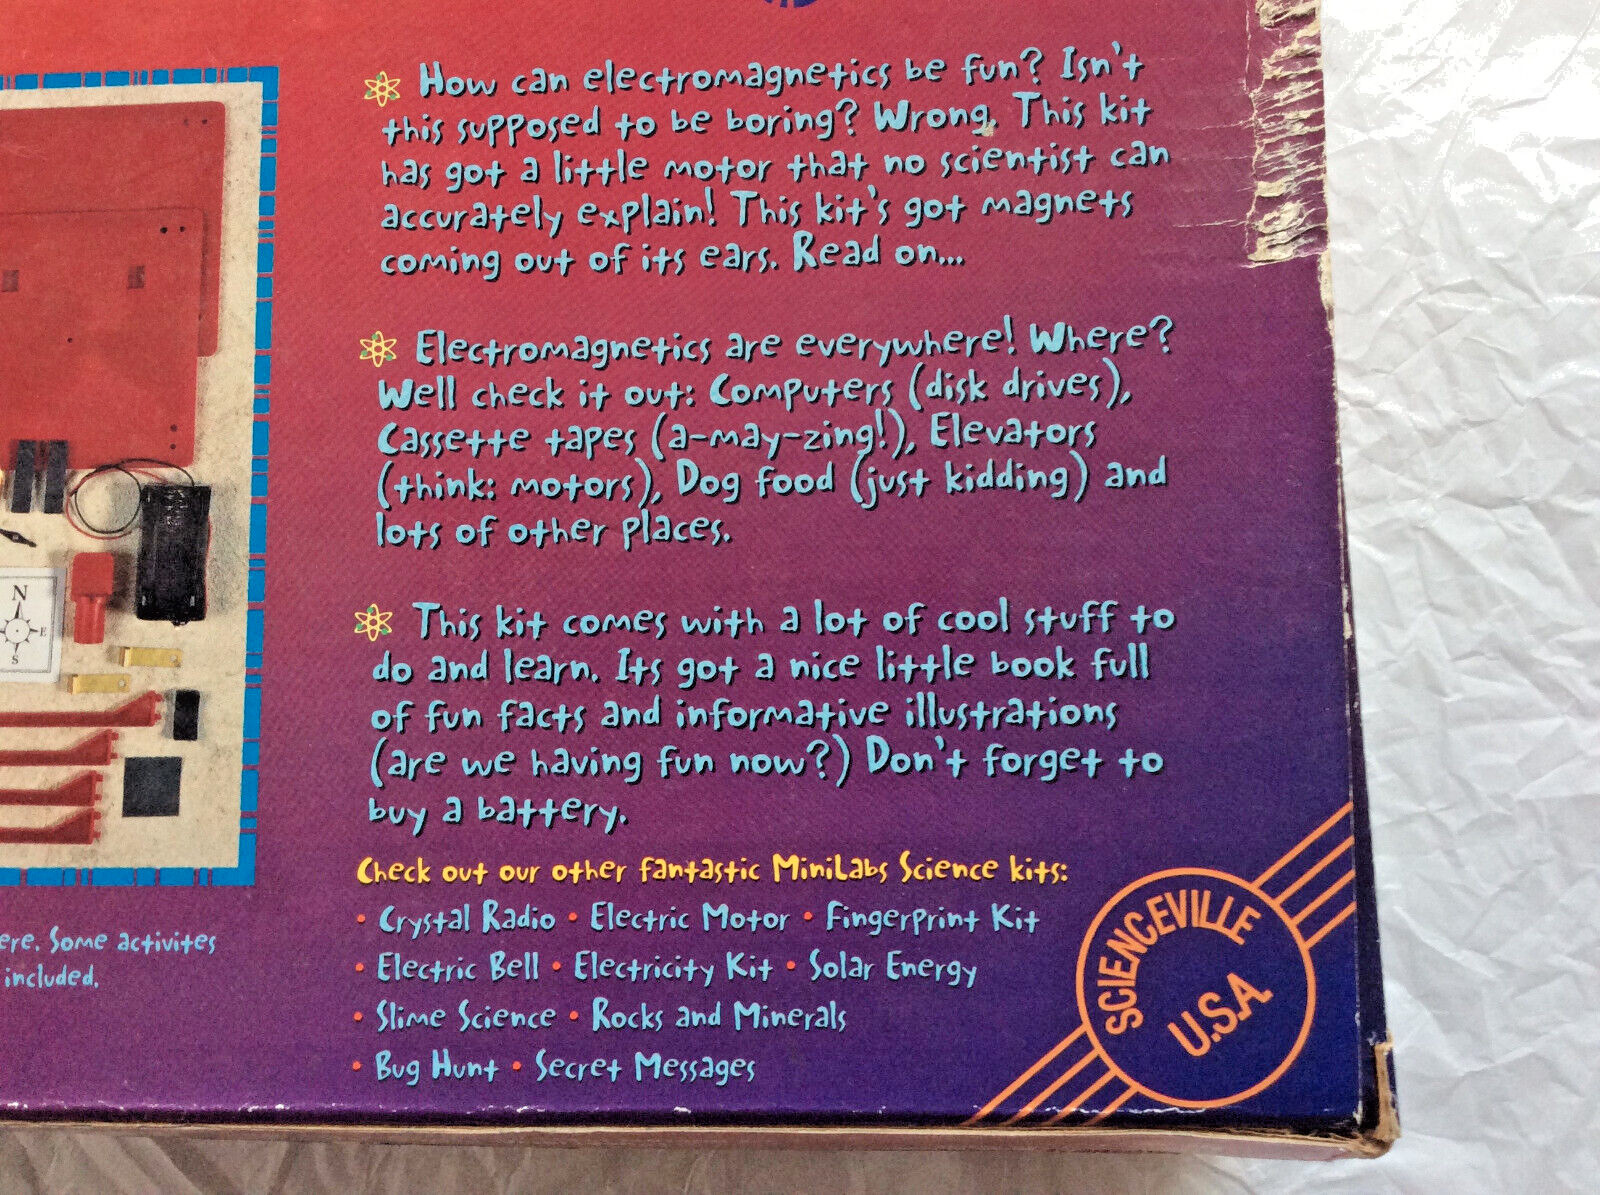 How can electromagnetics be fun? Isn't
this supposed to be boring? Wrong. This kit
has got a little motor that no scientist can
accurately explain! This kit's got magnets
coming out of its ears. Read on...
Electromagnetics are everywhere! Where?
Well check it out: Computers (disk drives),
Cassette tapes (a-may-zing!), Elevators
(think: motors), Dog food (just kidding) and
lots of other places.
This kit comes with a lot of cool stuff to
do and learn. Its got a nice little book full
of fun facts and informative illustrations
(are we having fun now?) Don't forget to
buy a battery.
Check out our other fantastic MiniLabs Science kits:
• Crystal Radio • Electric Motor • Fingerprint Kit
• Electric Bell • Electricity Kit • Solar Energy
• Slime Science • Rocks and Minerals
• Bug Hunt • Secret Messages
SCIENCEVILLE
U.S.A.
N
E
S
ere. Some activites
included.